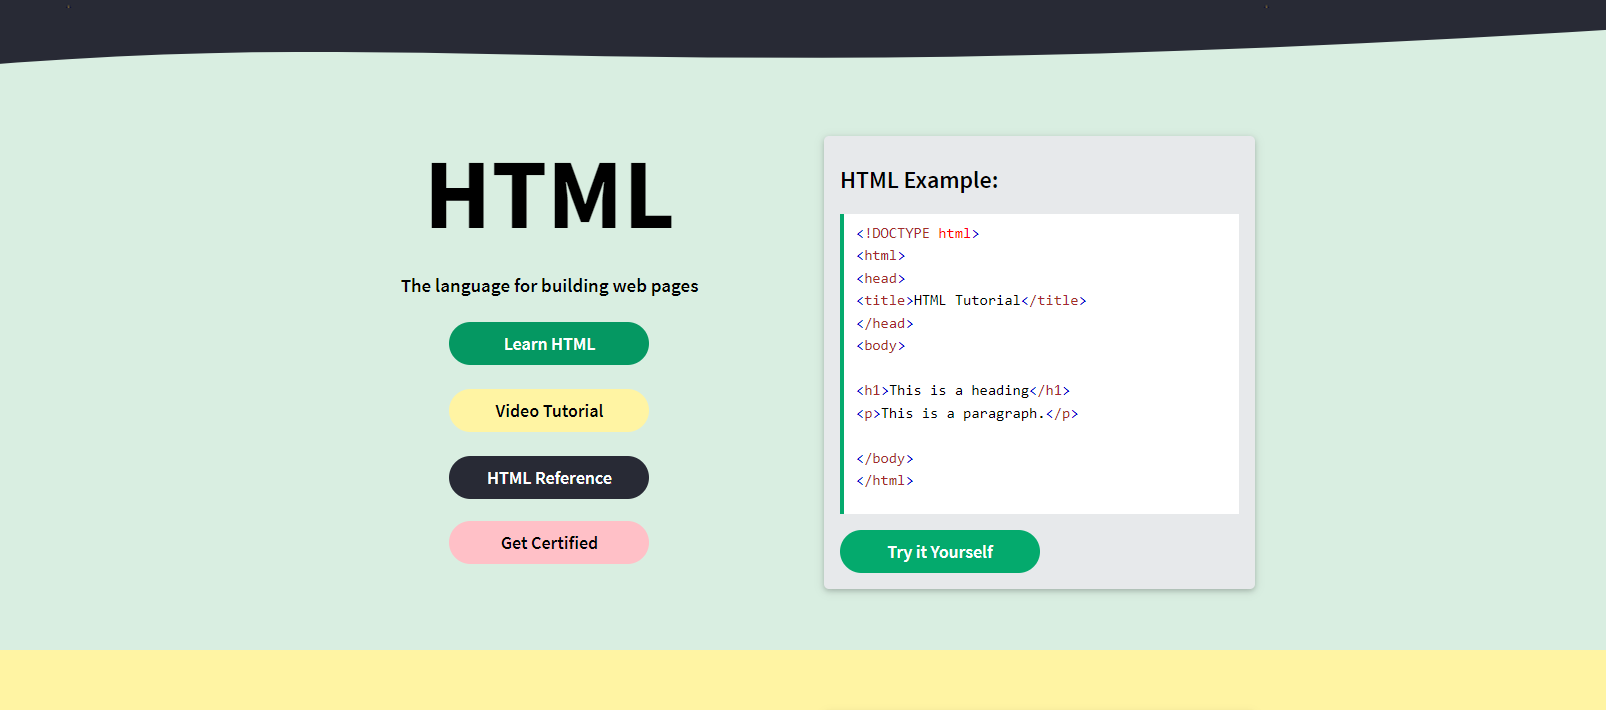 HTML
The language for building web pages
Learn HTML
Video Tutorial
HTML Reference
Get Certified
HTML Example:
<!DOCTYPE html>
<html>
<head>
<title>HTML Tutorial</title>
</head>
<body>
<h1>This is a heading</h1>
<p>This is a paragraph.</p>
</body>
</html>
Try it Yourself